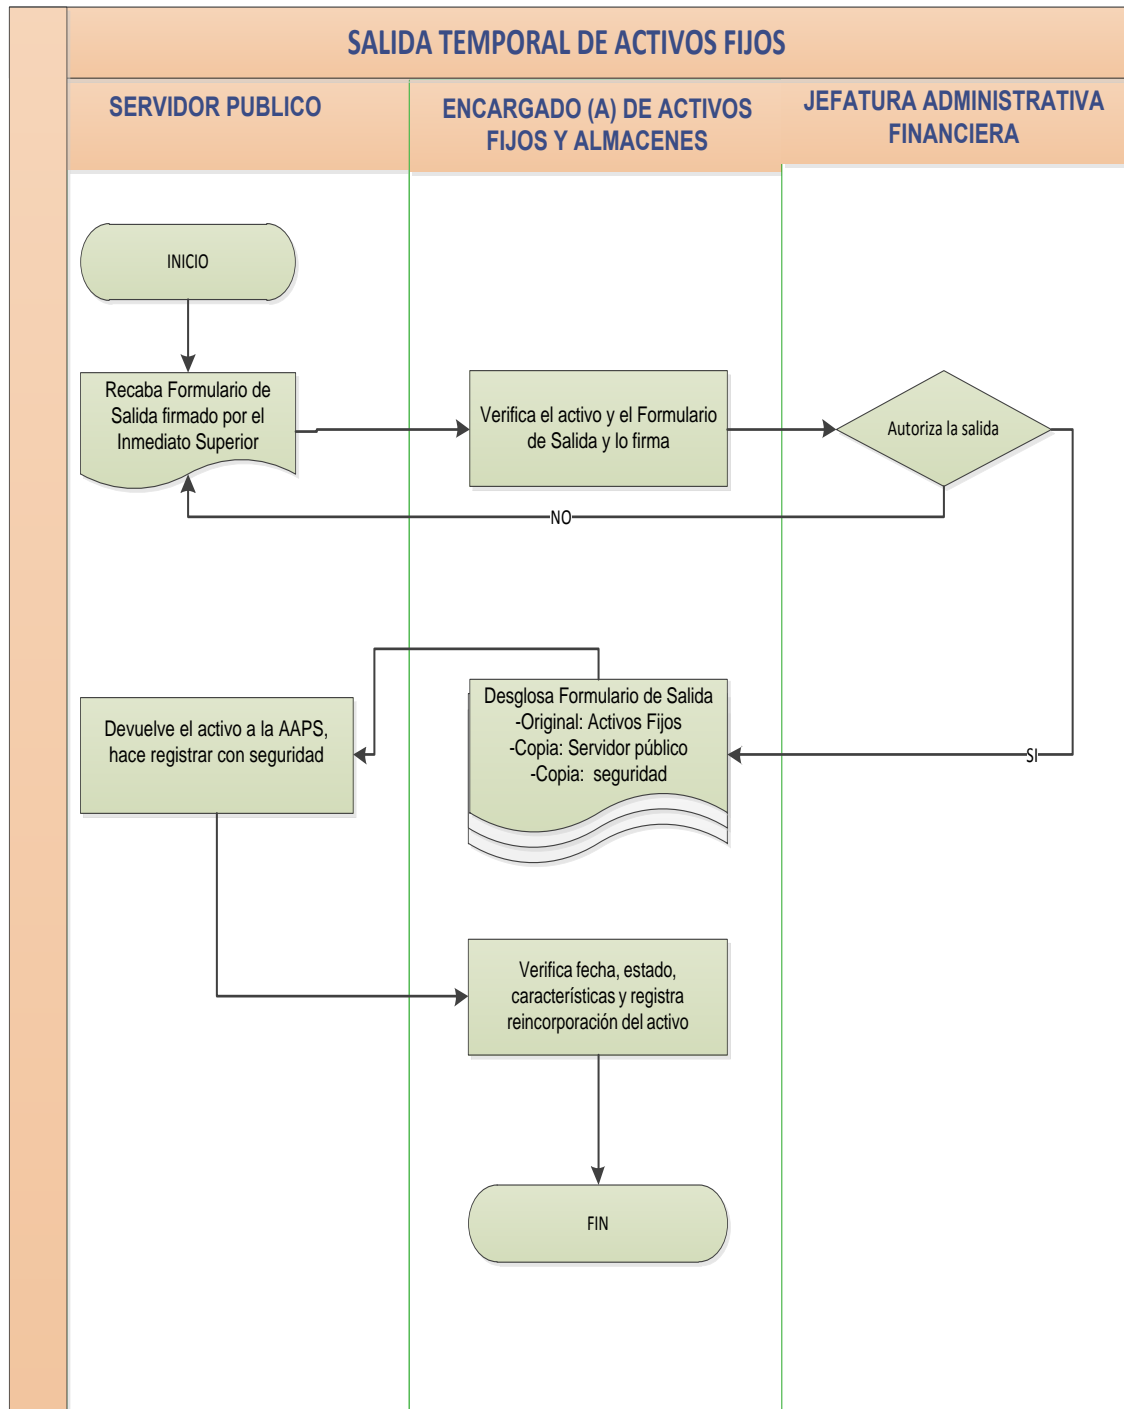 SALIDA TEMPORAL DE ACTIVOS FIJOS
SERVIDOR PUBLICO
ENCARGADO (A) DE ACTIVOS
FIJOS Y ALMACENES
JEFATURA ADMINISTRATIVA
FINANCIERA
INICIO
Recaba Formulario de
Salida firmado por el
Inmediato Superior
Verifica el activo y el Formulario
de Salida y lo firma
Autoriza la salida
NO
Devuelve el activo a la AAPS,
hace registrar con seguridad
Desglosa Formulario de Salida
-Original: Activos Fijos
-Copia: Servidor público
-Copia: seguridad
SI
Verifica fecha, estado,
características y registra
reincorporación del activo
FIN